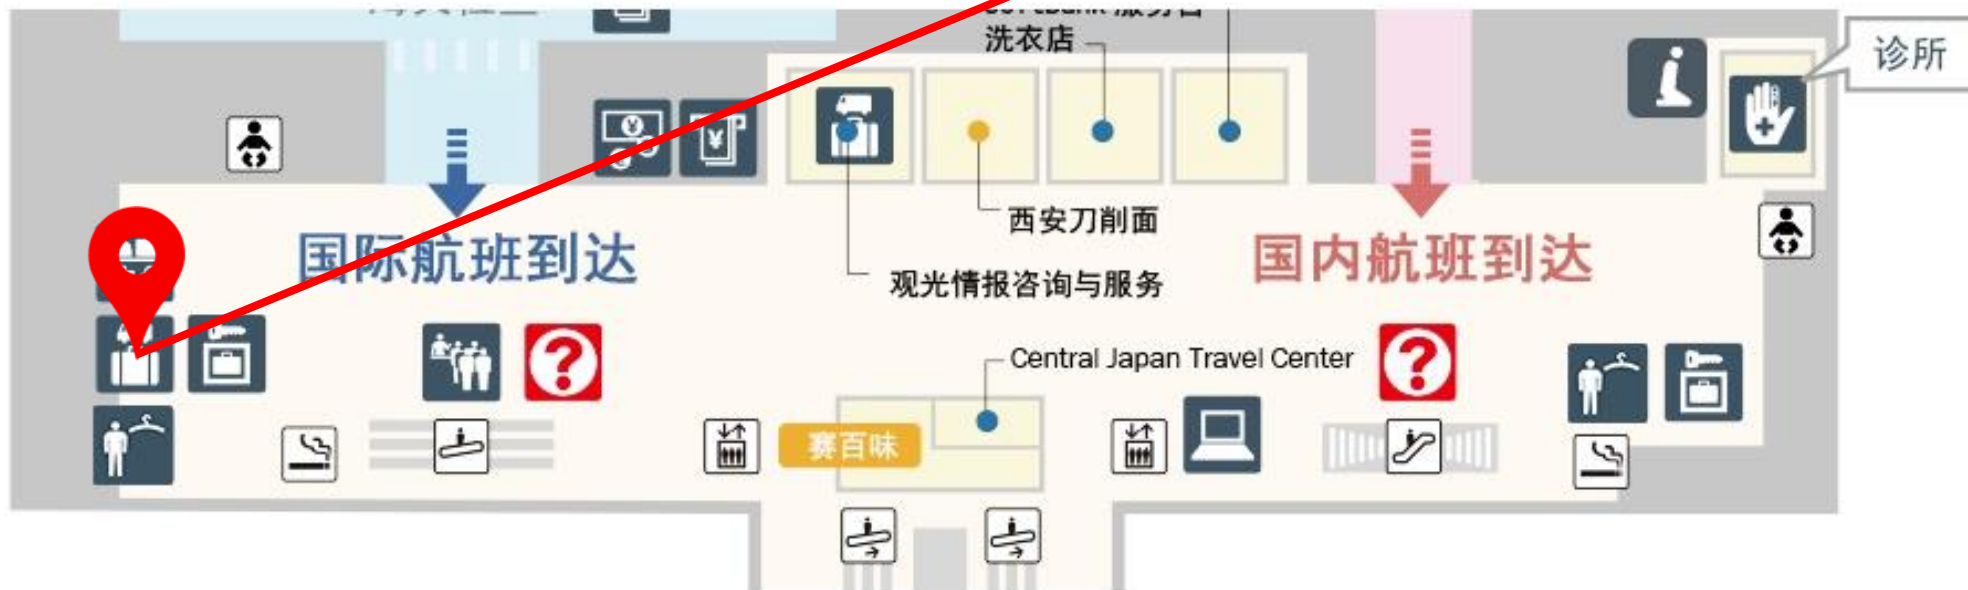 洗衣店
诊所
西安刀削面
国际航班到达
国内航班到达
观光情报咨询与服务
Central Japan Travel Center
赛百味